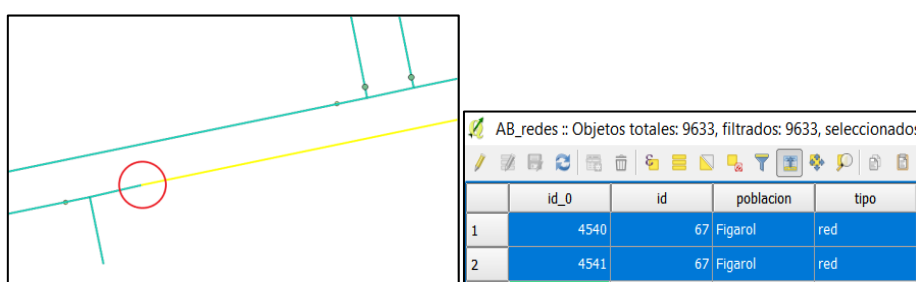 AB_redes :: Objetos totales: 9633, filtrados: 9633, seleccionados
id_0 id poblacion tipo
1 4540 67 Figarol red
2 4541 67 Figarol red